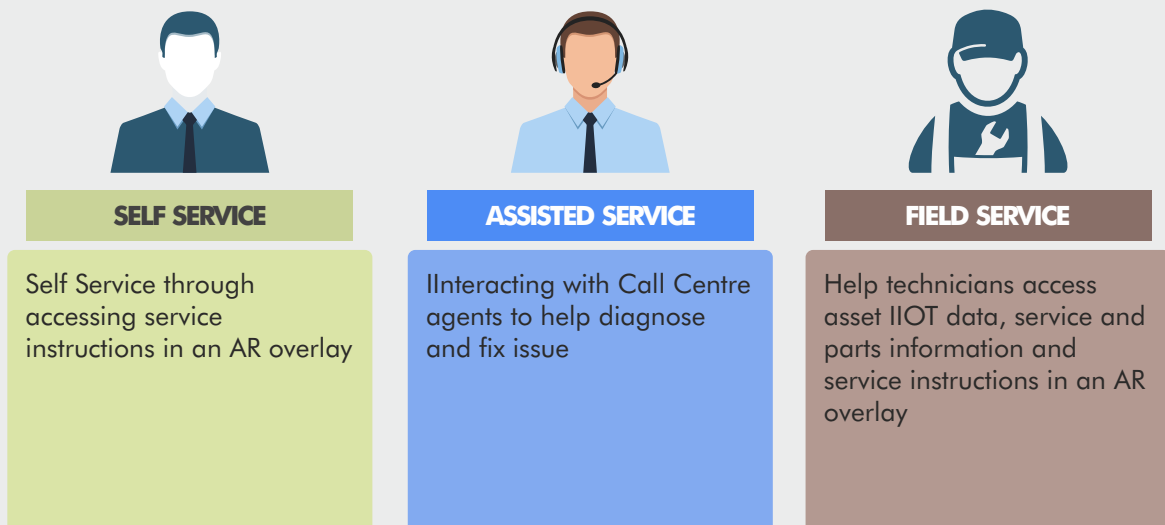 SELF SERVICE
Self Service through
accessing service
instructions in an AR overlay
ASSISTED SERVICE
IInteracting with Call Centre
agents to help diagnose
and fix issue
FIELD SERVICE
Help technicians access
asset IIOT data, service and
parts information and
service instructions in an AR
overlay